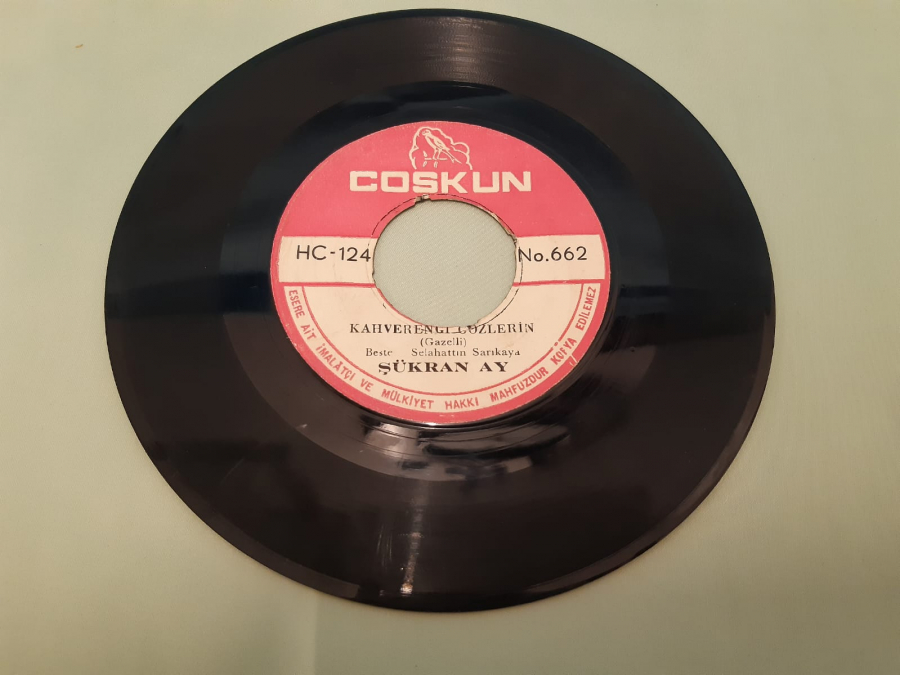 COSKUN
HC-124 No.662
KAHVERENGİ GÖZLERİN
(Gazelli)
Beste Selahattin Sarıkaya
ŞÜKRAN AY
ESERE AİT İMALATÇI VE MÜLKİYET HAKKI MAHFUZDUR KOPYA EDİLEMEZ